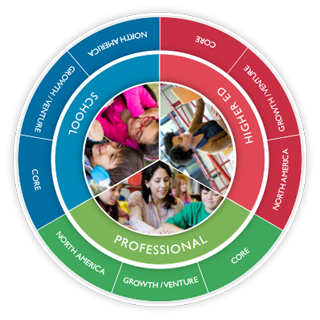 NORTH AMERICA
CORE
GROWTH / VENTURE
GROWTH / VENTURE
SCHOOL
HIGHER ED
CORE
NORTH AMERICA
PROFESSIONAL
NORTH AMERICA
GROWTH / VENTURE
CORE